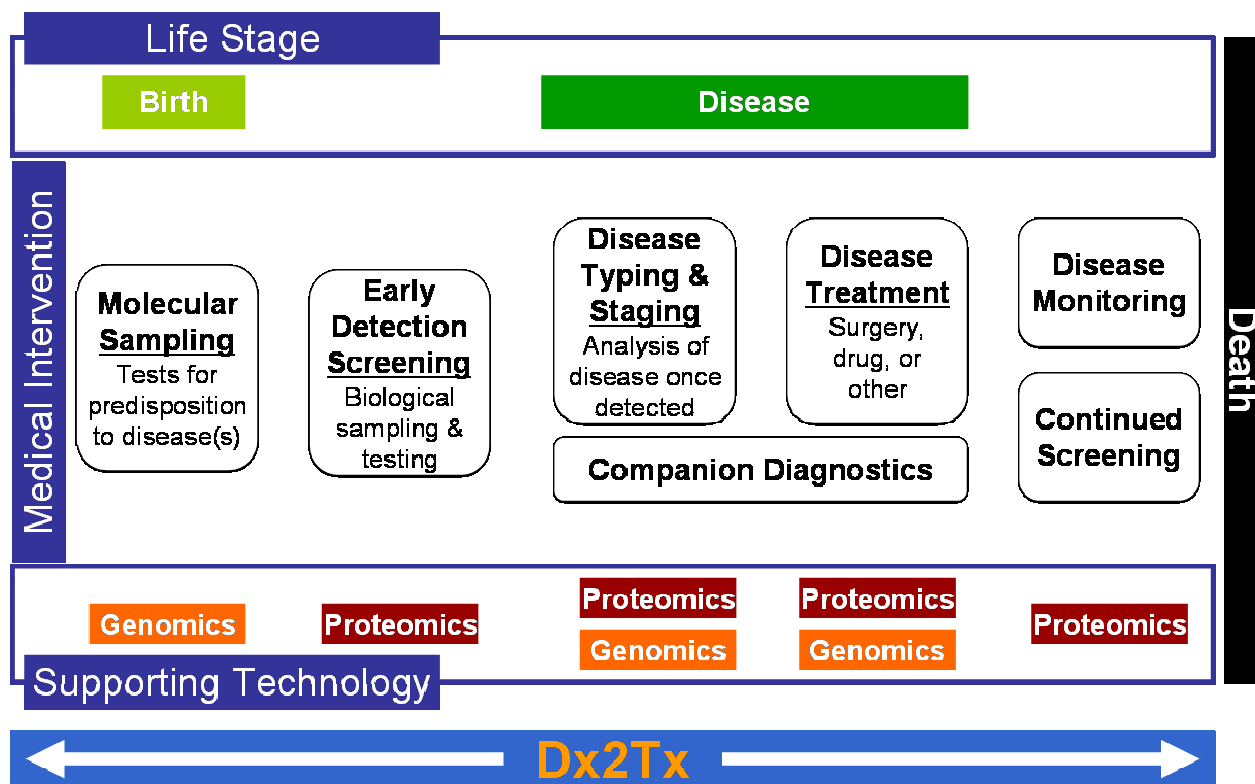 Life Stage
Birth
Disease
Medical Intervention
Molecular
Sampling
Tests for
predisposition
to disease(s)
Early
Detection
Screening
Biological
sampling &
testing
Disease
Typing &
Staging
Analysis of
disease once
detected
Disease
Treatment
Surgery,
drug, or
other
Companion Diagnostics
Disease
Monitoring
Continued
Screening
Death
Genomics
Proteomics
Proteomics
Genomics
Proteomics
Genomics
Proteomics
Supporting Technology
Dx2Tx